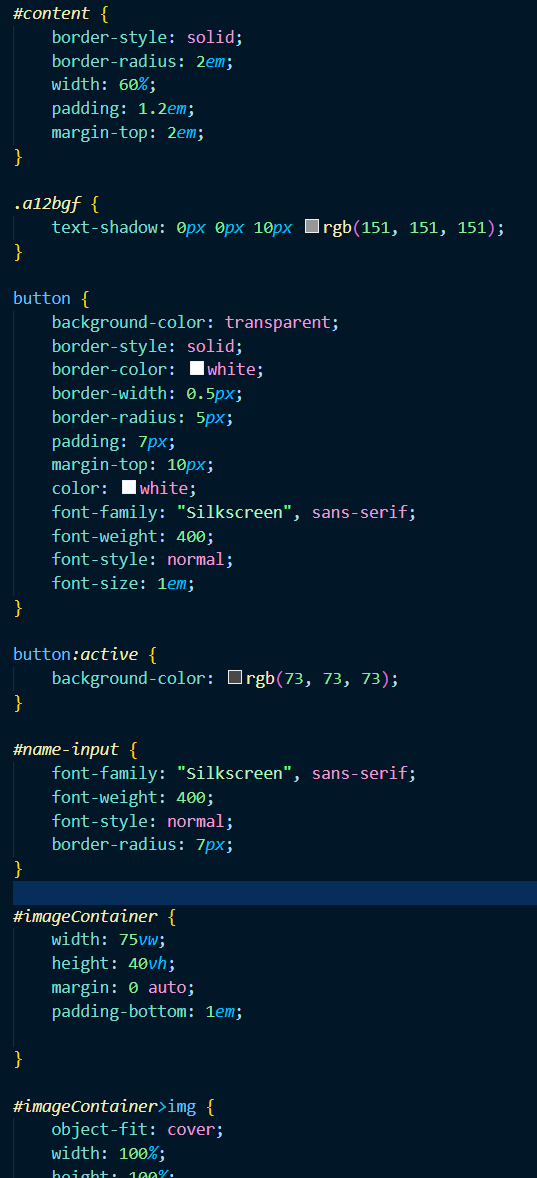 #content {
    border-style: solid;
    border-radius: 2em;
    width: 60%;
    padding: 1.2em;
    margin-top: 2em;
}

.a12bgf {
    text-shadow: 0px 0px 10px rgb(151, 151, 151);
}

button {
    background-color: transparent;
    border-style: solid;
    border-color: white;
    border-width: 0.5px;
    border-radius: 5px;
    padding: 7px;
    margin-top: 10px;
    color: white;
    font-family: "Silkscreen", sans-serif;
    font-weight: 400;
    font-style: normal;
    font-size: 1em;
}

button:active {
    background-color: rgb(73, 73, 73);
}

#name-input {
    font-family: "Silkscreen", sans-serif;
    font-weight: 400;
    font-style: normal;
    border-radius: 7px;
}

#imageContainer {
    width: 75vw;
    height: 40vh;
    margin: 0 auto;
    padding-bottom: 1em;

}

#imageContainer>img {
    object-fit: cover;
    width: 100%;
    height: 100%;